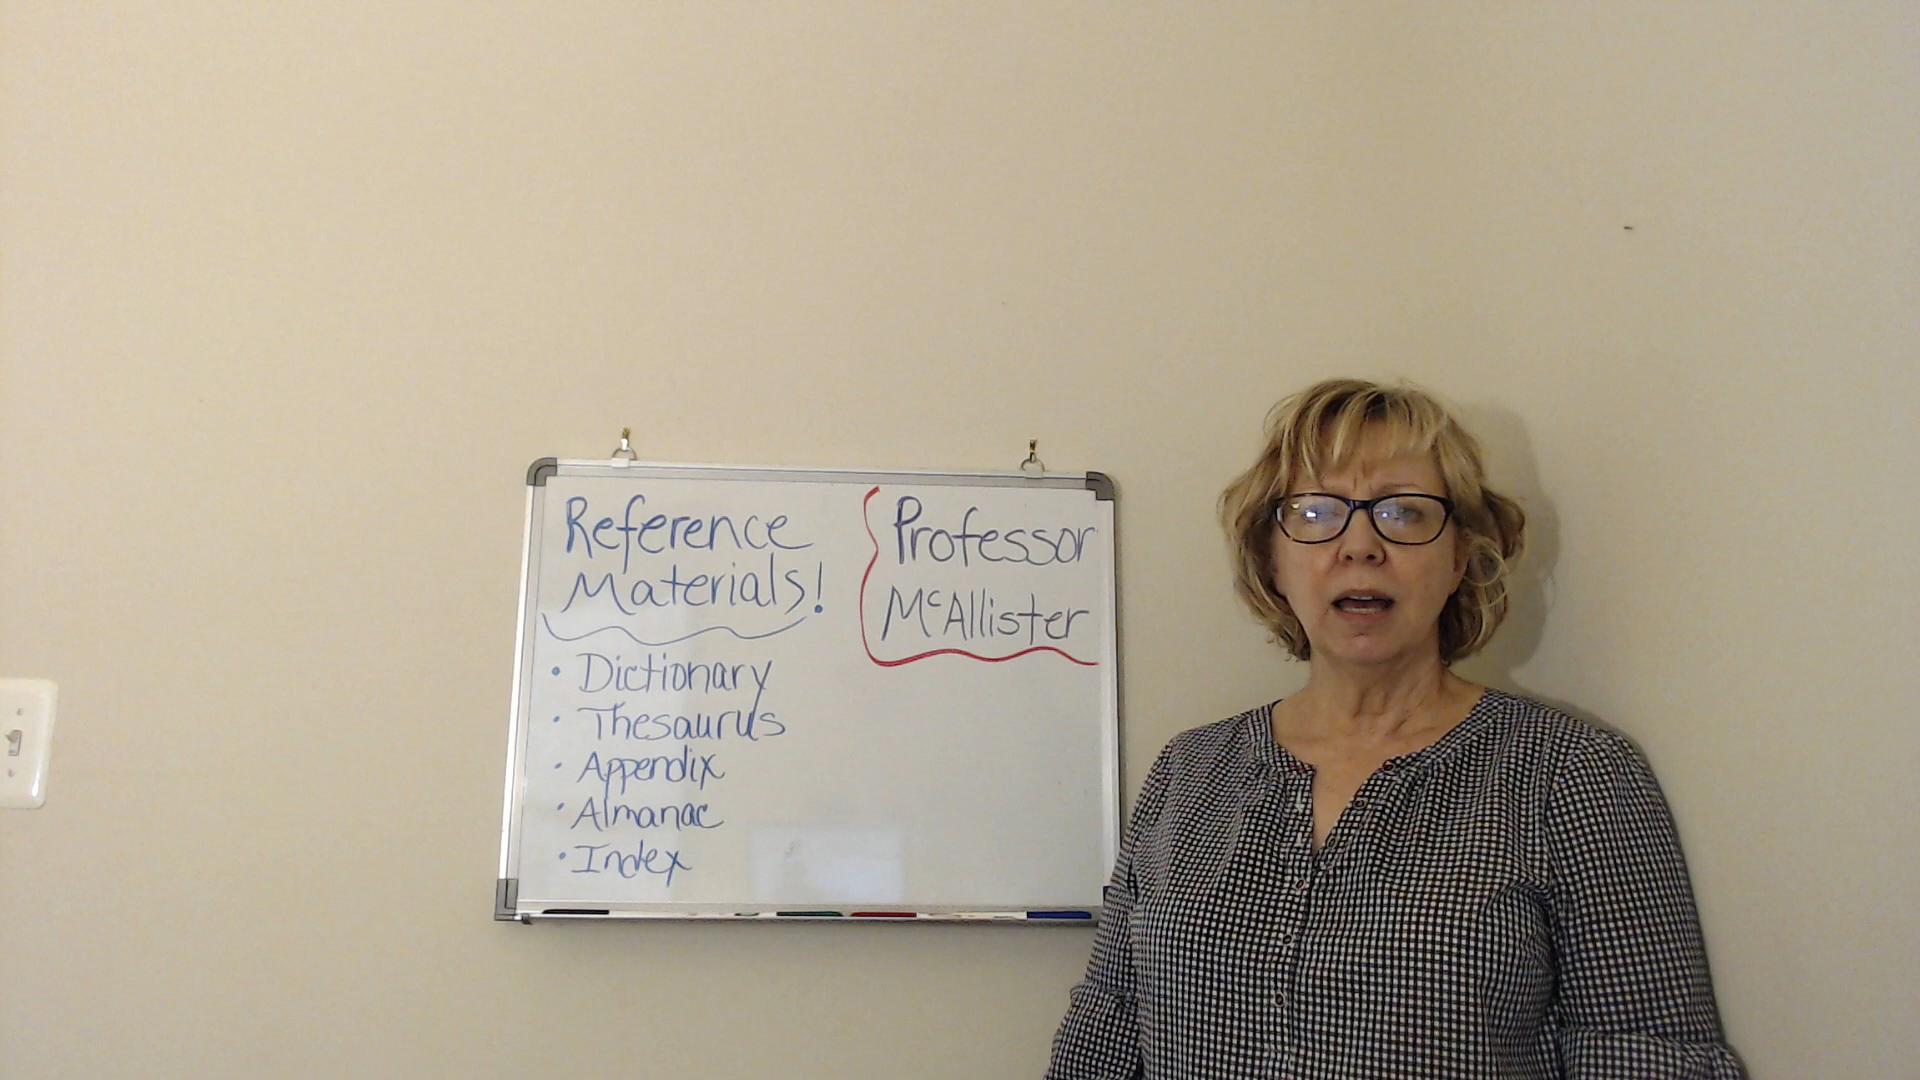 Reference
Materials!
• Dictionary
• Thesaurus
• Appendix
• Almanac
• Index
Professor
McAllister